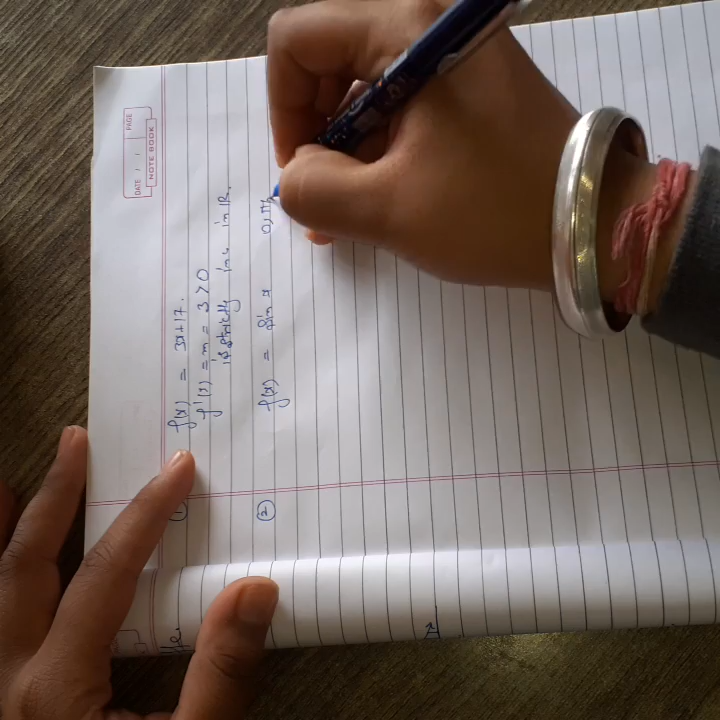 NOTE BOOK
DATE / / PAGE
① f(x) = 3x+17.
f'(x) = m = 3 > 0
is strictly inc in R.
② f(x) = Sin x